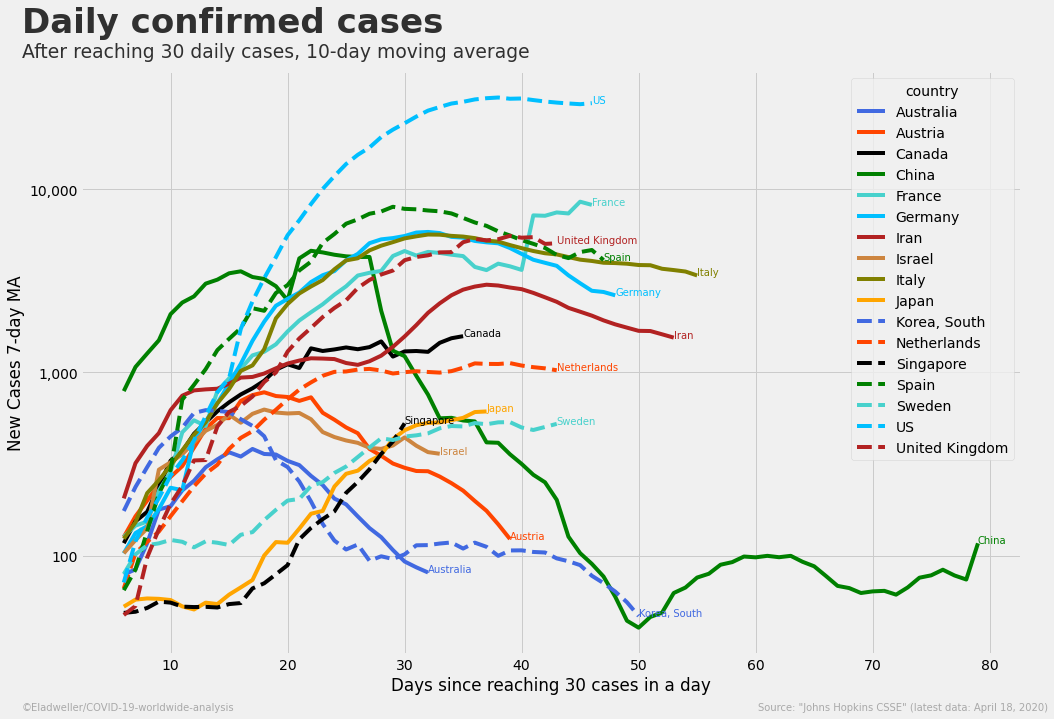 Daily confirmed cases
After reaching 30 daily cases, 10-day moving average
New Cases 7-day MA
10,000
1,000
100
US
France
United Kingdom
Spain
Italy
Germany
Canada
Iran
Netherlands
Japan
Singapore
Sweden
Israel
Austria
China
Australia
Korea, South
country
Australia
Austria
Canada
China
France
Germany
Iran
Israel
Italy
Japan
Korea, South
Netherlands
Singapore
Spain
Sweden
US
United Kingdom
10 20 30 40 50 60 70 80
Days since reaching 30 cases in a day
©Eladweller/COVID-19-worldwide-analysis
Source: "Johns Hopkins CSSE" (latest data: April 18, 2020)